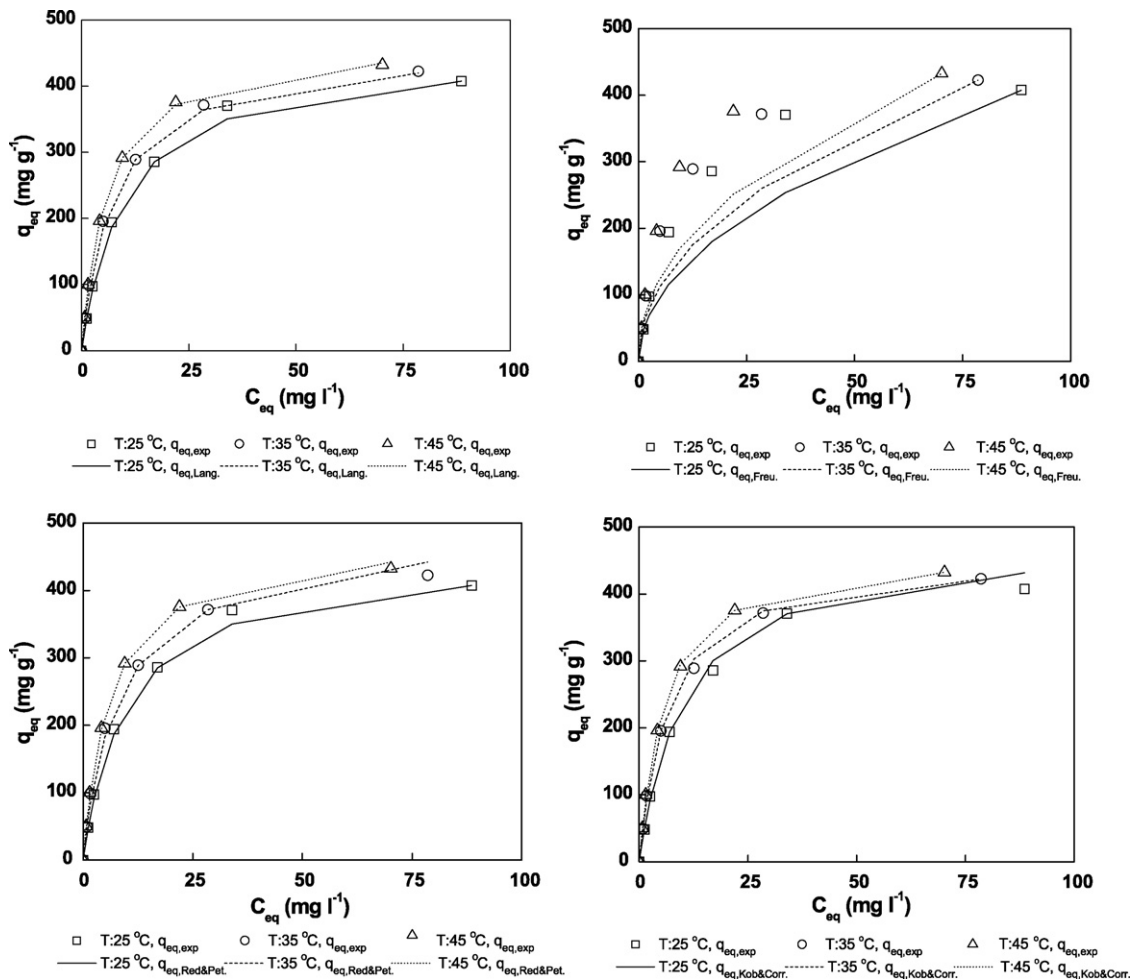 500
400
300
200
100
0
q_eq (mg g⁻¹)
0 25 50 75 100
C_eq (mg l⁻¹)
T:25 °C, q_eq,exp T:35 °C, q_eq,exp T:45 °C, q_eq,exp
T:25 °C, q_eq,Lang. T:35 °C, q_eq,Lang. T:45 °C, q_eq,Lang.
500
400
300
200
100
0
q_eq (mg g⁻¹)
0 25 50 75 100
C_eq (mg l⁻¹)
T:25 °C, q_eq,exp T:35 °C, q_eq,exp T:45 °C, q_eq,exp
T:25 °C, q_eq,Freu. T:35 °C, q_eq,Freu. T:45 °C, q_eq,Freu.
500
400
300
200
100
0
q_eq (mg g⁻¹)
0 25 50 75 100
C_eq (mg l⁻¹)
T:25 °C, q_eq,exp T:35 °C, q_eq,exp T:45 °C, q_eq,exp
T:25 °C, q_eq,Red&Pet. T:35 °C, q_eq,Red&Pet. T:45 °C, q_eq,Red&Pet.
500
400
300
200
100
0
q_eq (mg g⁻¹)
0 25 50 75 100
C_eq (mg l⁻¹)
T:25 °C, q_eq,exp T:35 °C, q_eq,exp T:45 °C, q_eq,exp
T:25 °C, q_eq,Kob&Corr. T:35 °C, q_eq,Kob&Corr. T:45 °C, q_eq,Kob&Corr.